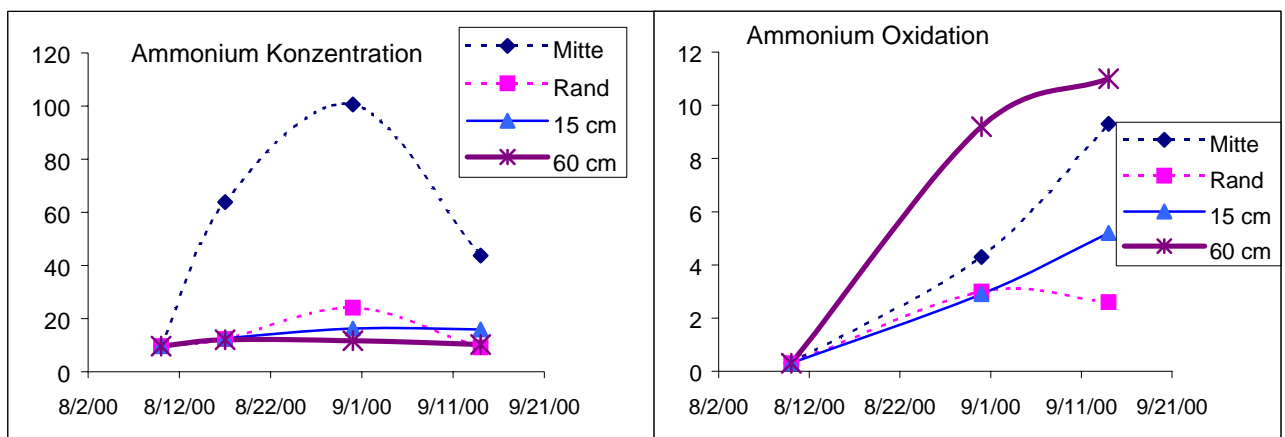 Ammonium Konzentration
120
100
80
60
40
20
0
8/2/00 8/12/00 8/22/00 9/1/00 9/11/00 9/21/00
Mitte
Rand
15 cm
60 cm
Ammonium Oxidation
12
10
8
6
4
2
0
8/2/00 8/12/00 8/22/00 9/1/00 9/11/00 9/21/00
Mitte
Rand
15 cm
60 cm